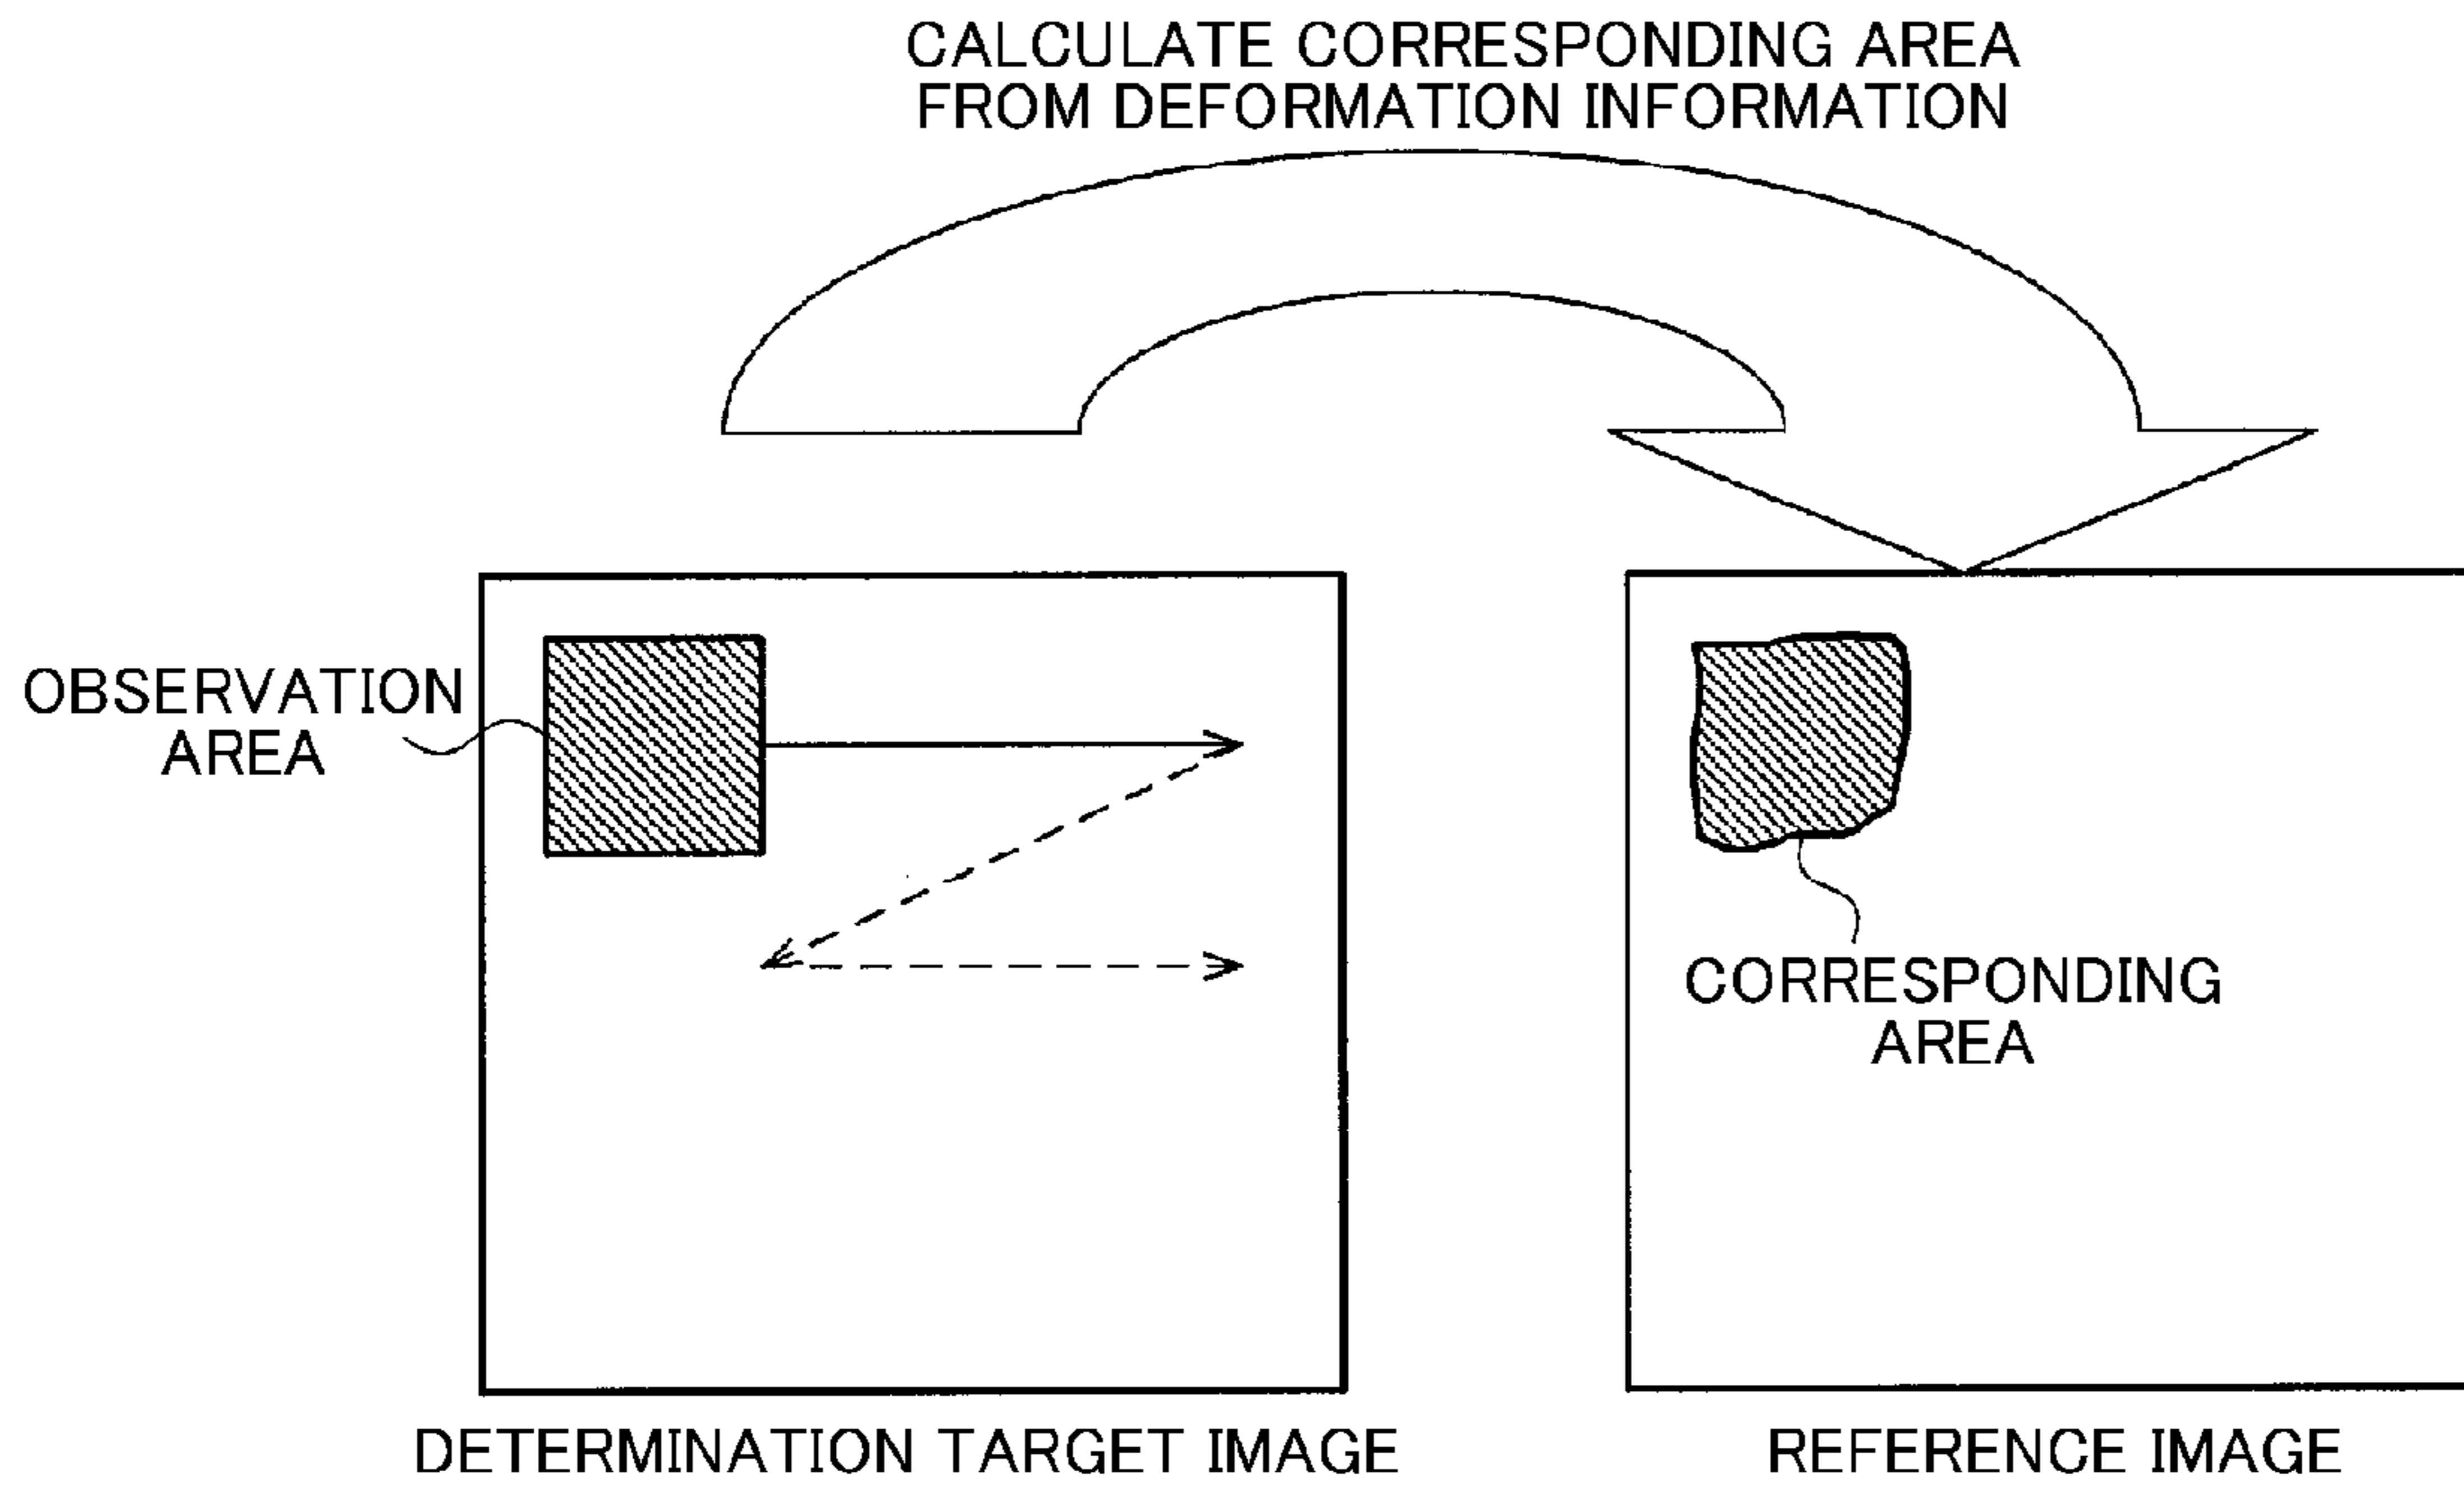 CALCULATE CORRESPONDING AREA
FROM DEFORMATION INFORMATION
OBSERVATION
AREA
CORRESPONDING
AREA
DETERMINATION TARGET IMAGE
REFERENCE IMAGE